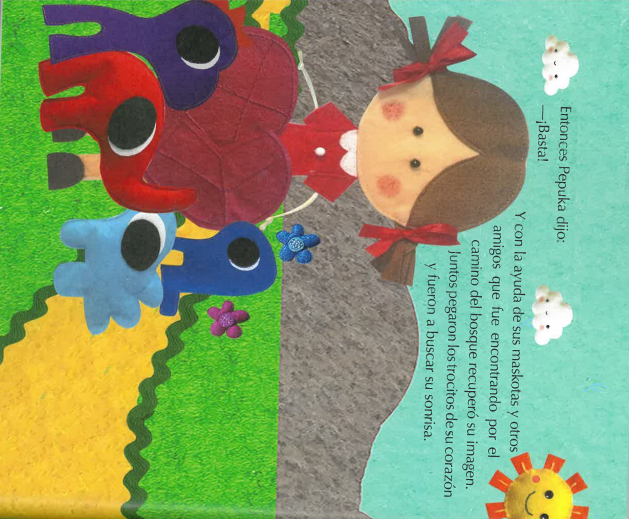 Entonces Pepuka dijo:
—¡Basta!
Y con la ayuda de sus maskotas y otros
amigos que fue encontrando por el
camino del bosque recuperó su imagen.
Juntos pegaron los trocitos de su corazón
y fueron a buscar su sonrisa.